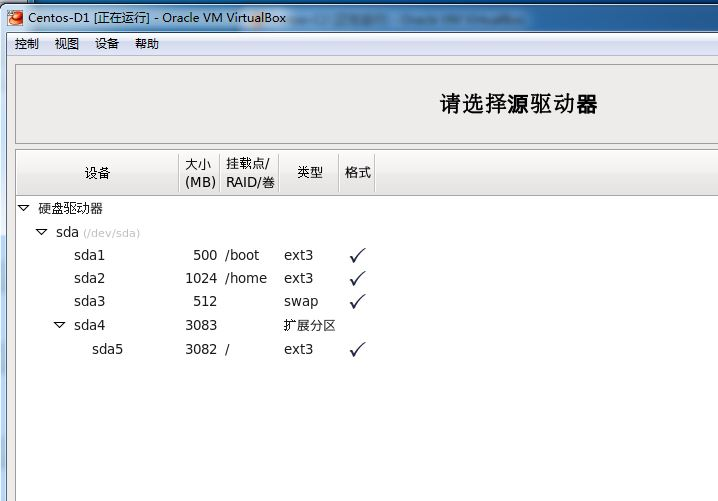 Centos-D1 [正在运行] - Oracle VM VirtualBox
控制 视图 设备 帮助
请选择源驱动器
设备 大小 (MB) 挂载点/ RAID/卷 类型 格式
硬盘驱动器
sda (/dev/sda)
sda1 500 /boot ext3 ✓
sda2 1024 /home ext3 ✓
sda3 512 swap ✓
sda4 3083 扩展分区
sda5 3082 / ext3 ✓